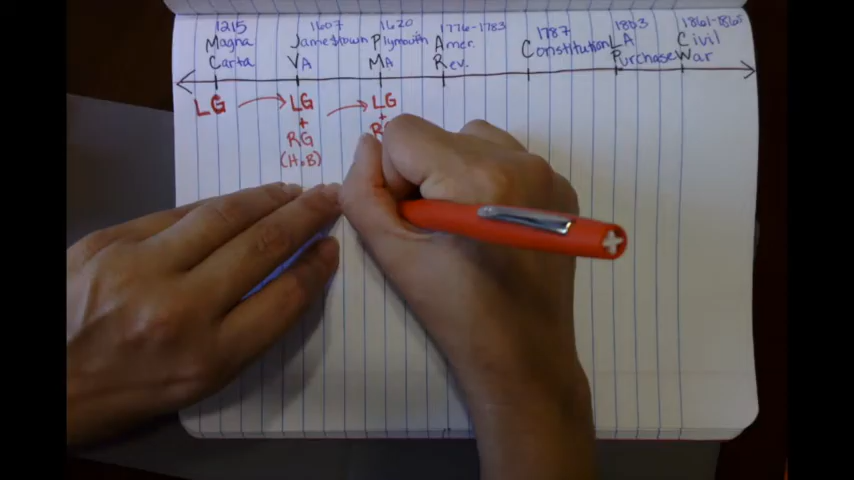 1215
Magna
Carta
1607
Jamestown
VA
1620
Plymouth
MA
1776-1783
Amer.
Rev.
1787
Constitution
1803
LA
Purchase
1861-1865
Civil
War
LG
LG
+
RG
(H.B)
LG
+